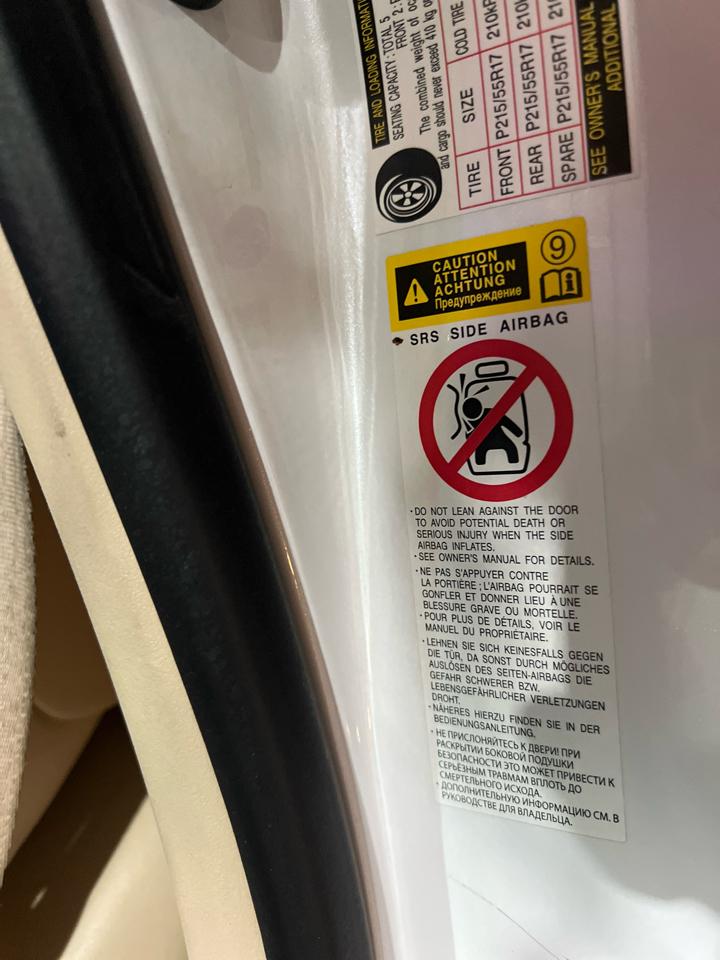 TIRE AND LOADING
SEATING CAPACITY : TOTAL 5
FRONT 2
The combined weight of
and cargo should never exceed 410 kg
TIRE SIZE COLD TIRE
FRONT P215/55R17
REAR P215/55R17
SPARE P215/55R17
SEE OWNER'S MANUAL
ADDITIONAL
CAUTION
ATTENTION
ACHTUNG
Предупреждение
9
SRS SIDE AIRBAG
·DO NOT LEAN AGAINST THE DOOR
TO AVOID POTENTIAL DEATH OR
SERIOUS INJURY WHEN THE SIDE
AIRBAG INFLATES.
·SEE OWNER'S MANUAL FOR DETAILS.
·NE PAS S'APPUYER CONTRE
LA PORTIÈRE ; L'AIRBAG POURRAIT SE
GONFLER ET DONNER LIEU À UNE
BLESSURE GRAVE OU MORTELLE.
·POUR PLUS DE DÉTAILS, VOIR LE
MANUEL DU PROPRIÉTAIRE.
·LEHNEN SIE SICH KEINESFALLS GEGEN
DIE TÜR, DA SONST DURCH MÖGLICHES
AUSLÖSEN DES SEITEN-AIRBAGS DIE
GEFAHR SCHWERER BZW.
LEBENSGEFÄHRLICHER VERLETZUNGEN
DROHT.
·NÄHERES HIERZU FINDEN SIE IN DER
BEDIENUNGSANLEITUNG.
·НЕ ПРИСЛОНЯЙТЕСЬ К ДВЕРИ! ПРИ
РАСКРЫТИИ БОКОВОЙ ПОДУШКИ
БЕЗОПАСНОСТИ ЭТО МОЖЕТ ПРИВЕСТИ К
СЕРЬЁЗНЫМ ТРАВМАМ ВПЛОТЬ ДО
СМЕРТЕЛЬНОГО ИСХОДА.
·ДОПОЛНИТЕЛЬНУЮ ИНФОРМАЦИЮ СМ. В
РУКОВОДСТВЕ ДЛЯ ВЛАДЕЛЬЦА.